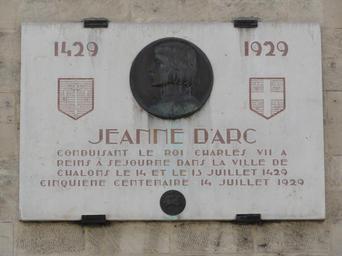 1429 1929
JEANNE D'ARC
CONDUISANT LE ROI CHARLES VII A
REIMS A SEJOURNE DANS LA VILLE DE
CHALONS LE 14 ET LE 15 JUILLET 1429
CINQUIEME CENTENAIRE 14 JUILLET 1929